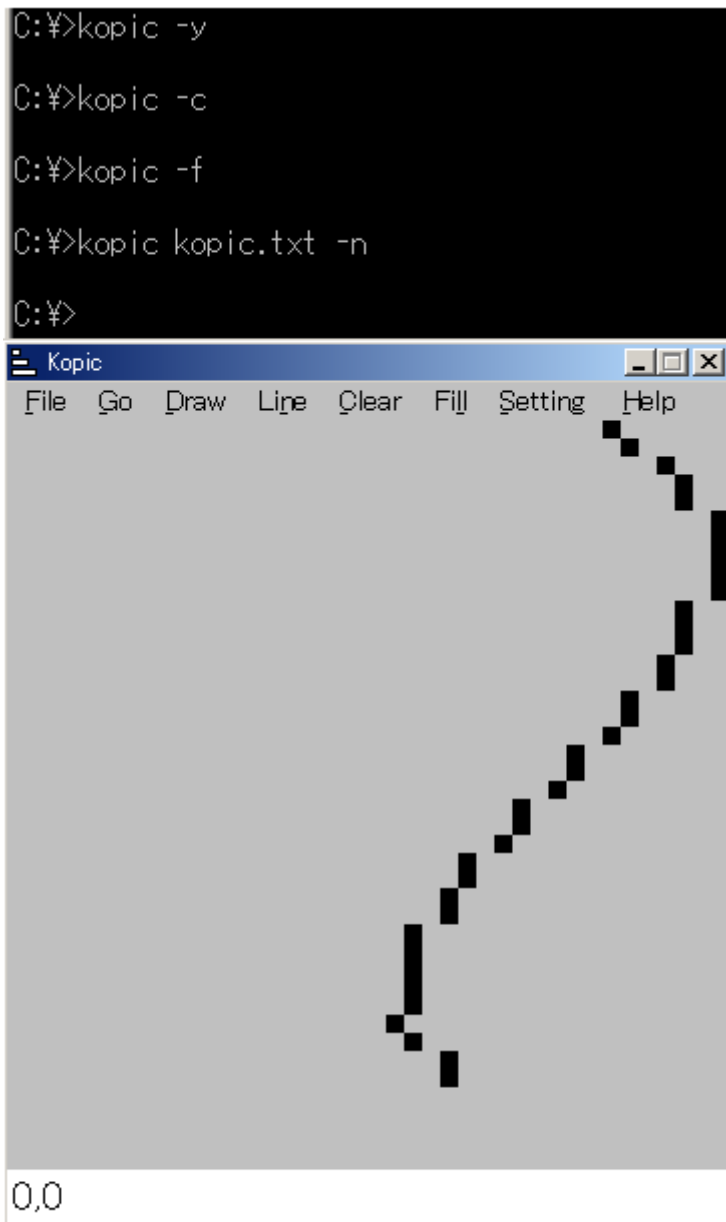 C:¥>kopic -y
C:¥>kopic -c
C:¥>kopic -f
C:¥>kopic kopic.txt -n
C:¥>
Kopic
File Go Draw Line Clear Fill Setting Help
0,0